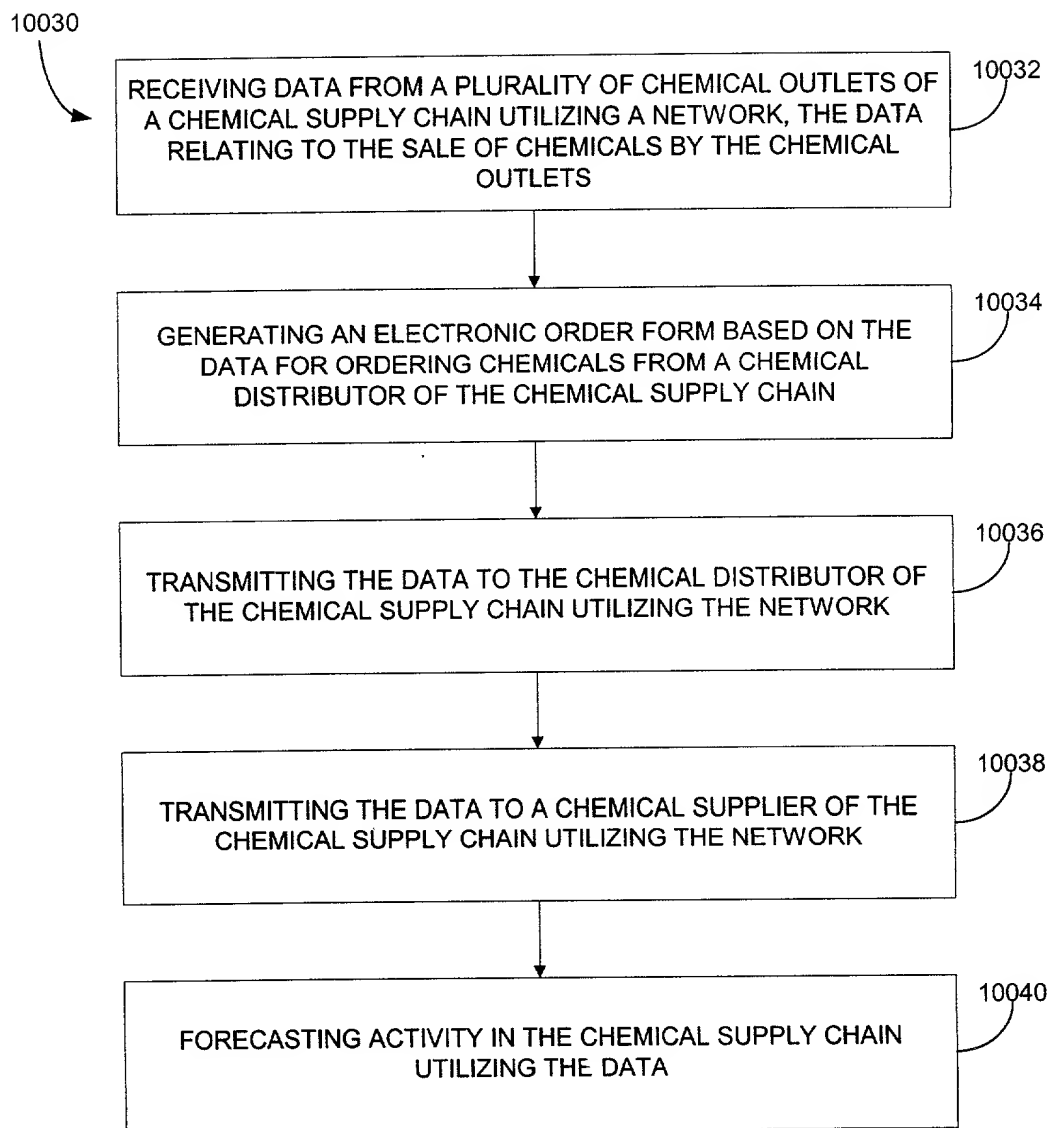 10030
RECEIVING DATA FROM A PLURALITY OF CHEMICAL OUTLETS OF
A CHEMICAL SUPPLY CHAIN UTILIZING A NETWORK, THE DATA
RELATING TO THE SALE OF CHEMICALS BY THE CHEMICAL
OUTLETS
10032
GENERATING AN ELECTRONIC ORDER FORM BASED ON THE
DATA FOR ORDERING CHEMICALS FROM A CHEMICAL
DISTRIBUTOR OF THE CHEMICAL SUPPLY CHAIN
10034
TRANSMITTING THE DATA TO THE CHEMICAL DISTRIBUTOR OF
THE CHEMICAL SUPPLY CHAIN UTILIZING THE NETWORK
10036
TRANSMITTING THE DATA TO A CHEMICAL SUPPLIER OF THE
CHEMICAL SUPPLY CHAIN UTILIZING THE NETWORK
10038
FORECASTING ACTIVITY IN THE CHEMICAL SUPPLY CHAIN
UTILIZING THE DATA
10040